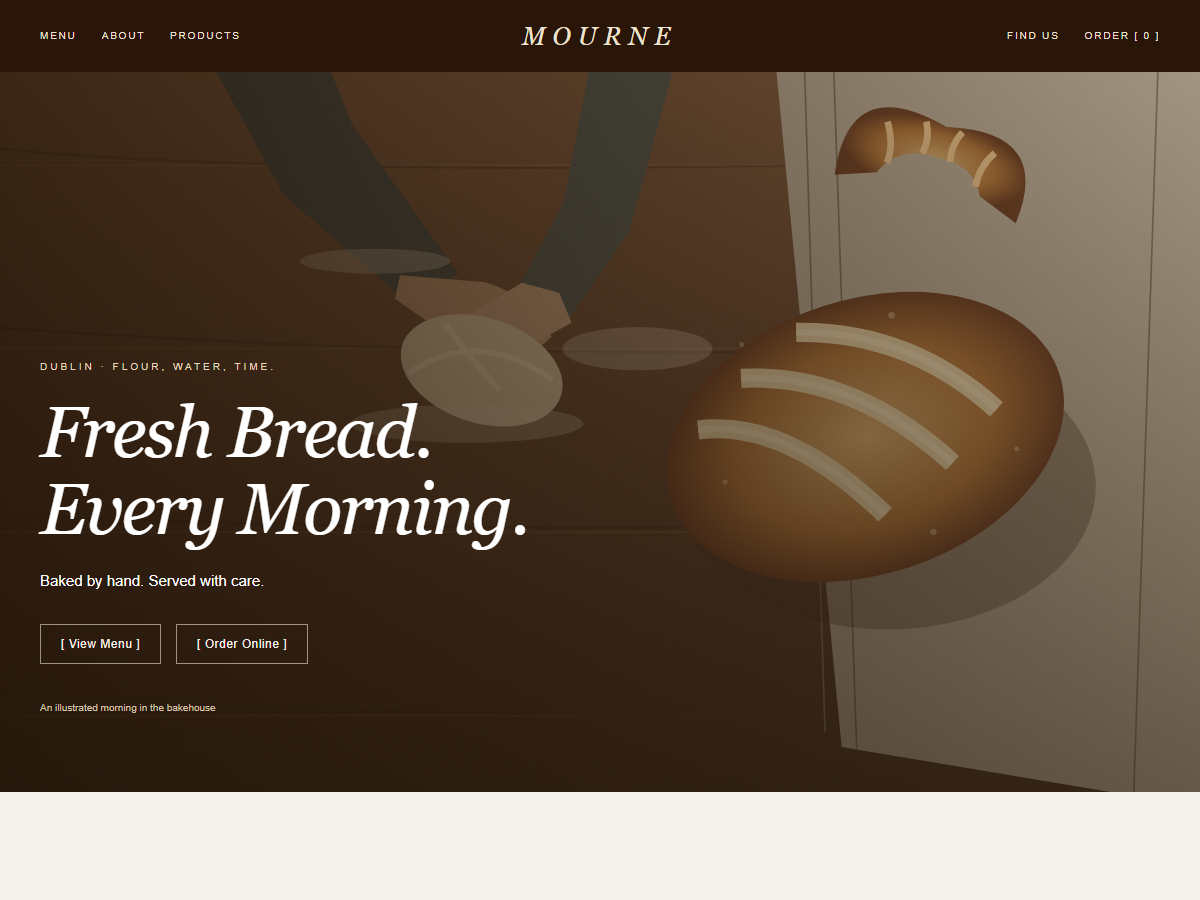 MENU ABOUT PRODUCTS MOURNE FIND US ORDER [ 0 ]
DUBLIN · FLOUR, WATER, TIME.
Fresh Bread.
Every Morning.
Baked by hand. Served with care.
[ View Menu ] [ Order Online ]
An illustrated morning in the bakehouse